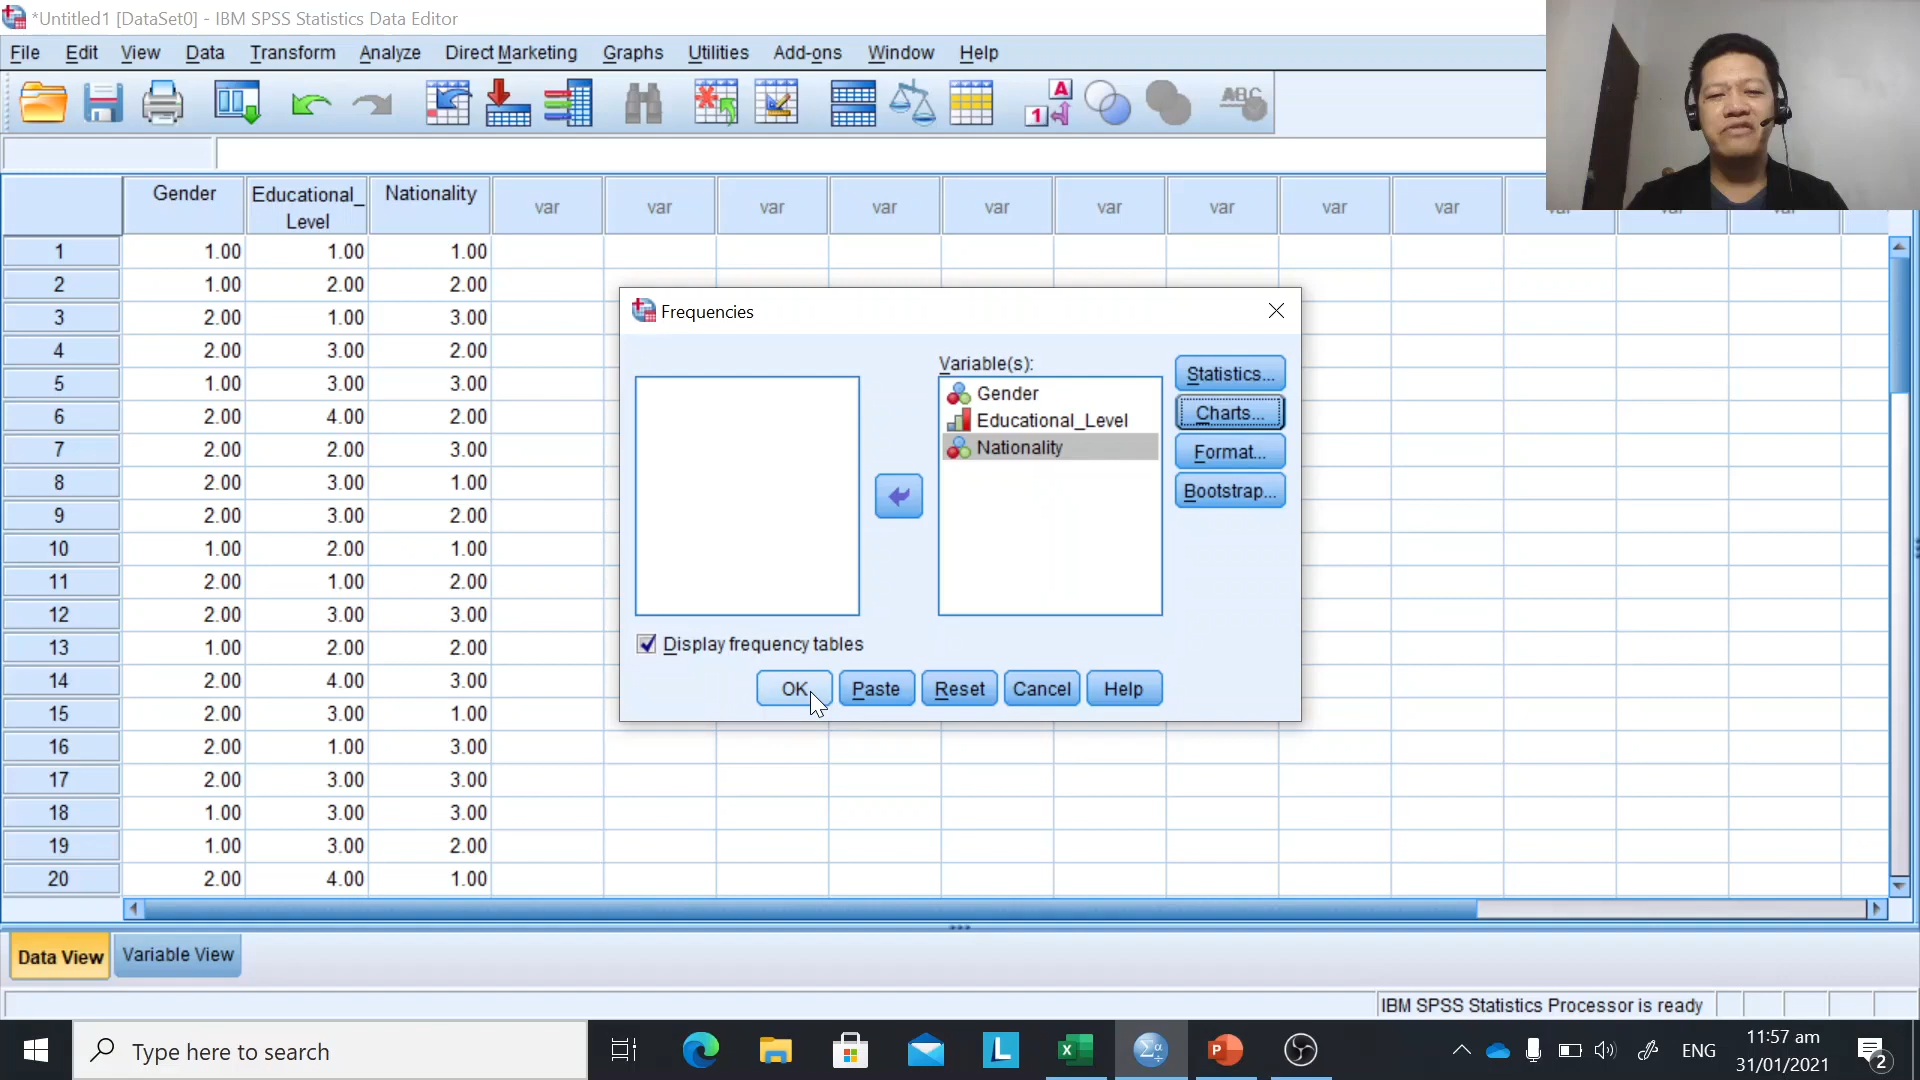 *Untitled1 [DataSet0] - IBM SPSS Statistics Data Editor
File Edit View Data Transform Analyze Direct Marketing Graphs Utilities Add-ons Window Help
A
1
ABC
Gender Educational_ Level Nationality var var var var var var var var var var var var
1 1.00 1.00 1.00
2 1.00 2.00 2.00
3 2.00 1.00 3.00
4 2.00 3.00 2.00
5 1.00 3.00 3.00
6 2.00 4.00 2.00
7 2.00 2.00 3.00
8 2.00 3.00 1.00
9 2.00 3.00 2.00
10 1.00 2.00 1.00
11 2.00 1.00 2.00
12 2.00 3.00 3.00
13 1.00 2.00 2.00
14 2.00 4.00 3.00
15 2.00 3.00 1.00
16 2.00 1.00 3.00
17 2.00 3.00 3.00
18 1.00 3.00 3.00
19 1.00 3.00 2.00
20 2.00 4.00 1.00
Frequencies
Variable(s):
Gender
Educational_Level
Nationality
Statistics...
Charts...
Format...
Bootstrap...
Display frequency tables
OK Paste Reset Cancel Help
Data View Variable View
IBM SPSS Statistics Processor is ready
Type here to search
L
X
Σα
P
ENG
11:57 am
31/01/2021
2